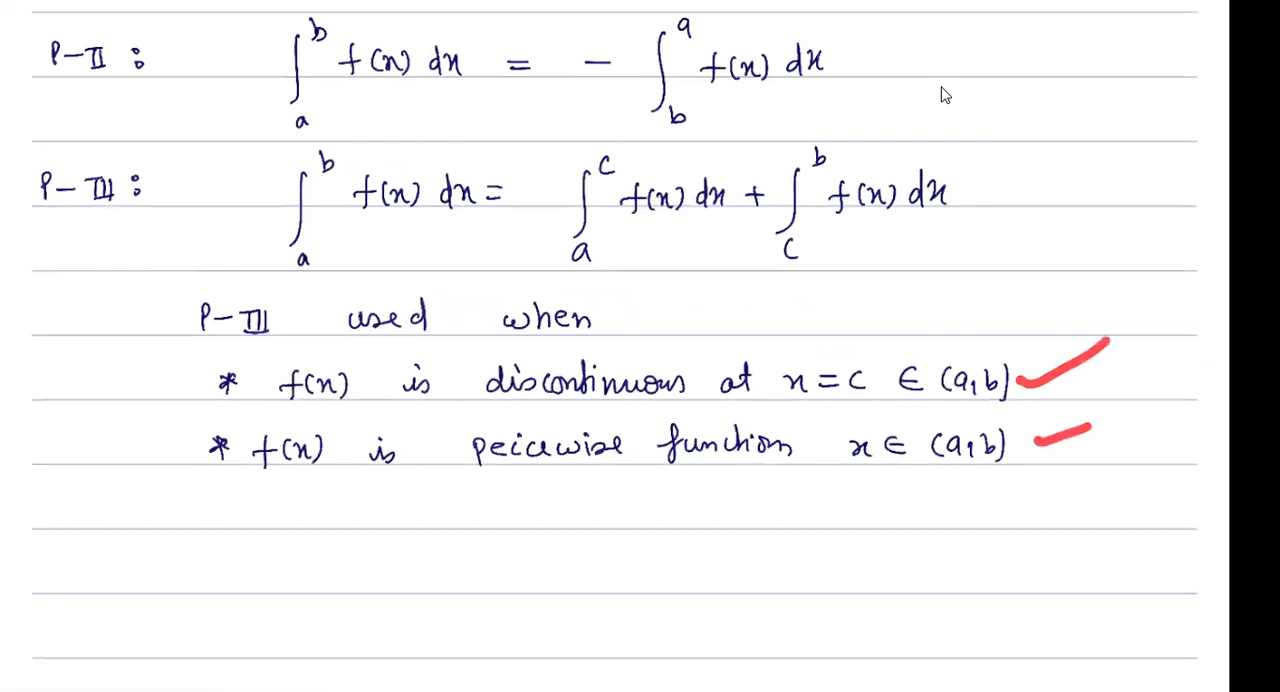 P-II : ∫_a^b f(x) dx = - ∫_b^a f(x) dx
P-III : ∫_a^b f(x) dx = ∫_a^c f(x) dx + ∫_c^b f(x) dx
P-III used when
* f(x) is discontinuous at x = c ∈ (a,b)
* f(x) is peicewise function x ∈ (a,b)